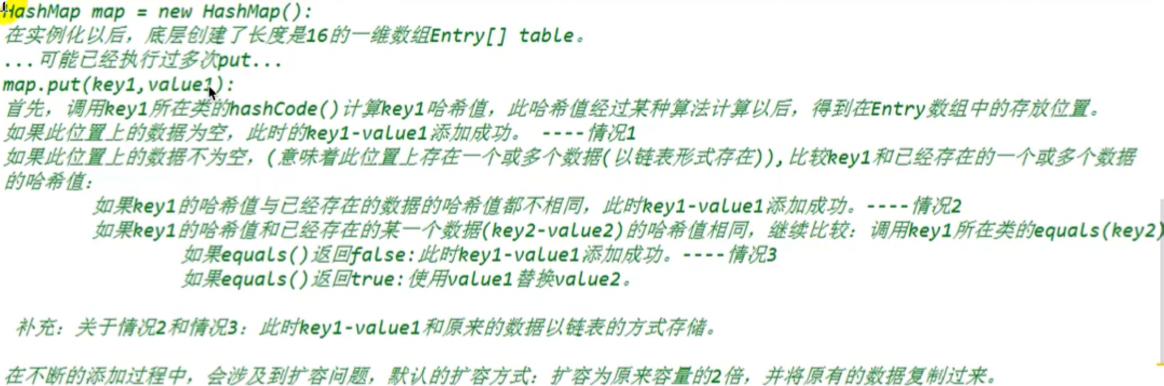 HashMap map = new HashMap():
在实例化以后，底层创建了长度是16的一维数组Entry[] table。
...可能已经执行过多次put...
map.put(key1,value1):
首先，调用key1所在类的hashCode()计算key1哈希值，此哈希值经过某种算法计算以后，得到在Entry数组中的存放位置。
如果此位置上的数据为空，此时的key1-value1添加成功。 ----情况1
如果此位置上的数据不为空，(意味着此位置上存在一个或多个数据(以链表形式存在)),比较key1和已经存在的一个或多个数据
的哈希值：
如果key1的哈希值与已经存在的数据的哈希值都不相同，此时key1-value1添加成功。----情况2
如果key1的哈希值和已经存在的某一个数据(key2-value2)的哈希值相同，继续比较：调用key1所在类的equals(key2)
如果equals()返回false:此时key1-value1添加成功。----情况3
如果equals()返回true:使用value1替换value2。
补充：关于情况2和情况3：此时key1-value1和原来的数据以链表的方式存储。
在不断的添加过程中，会涉及到扩容问题，默认的扩容方式：扩容为原来容量的2倍，并将原有的数据复制过来。